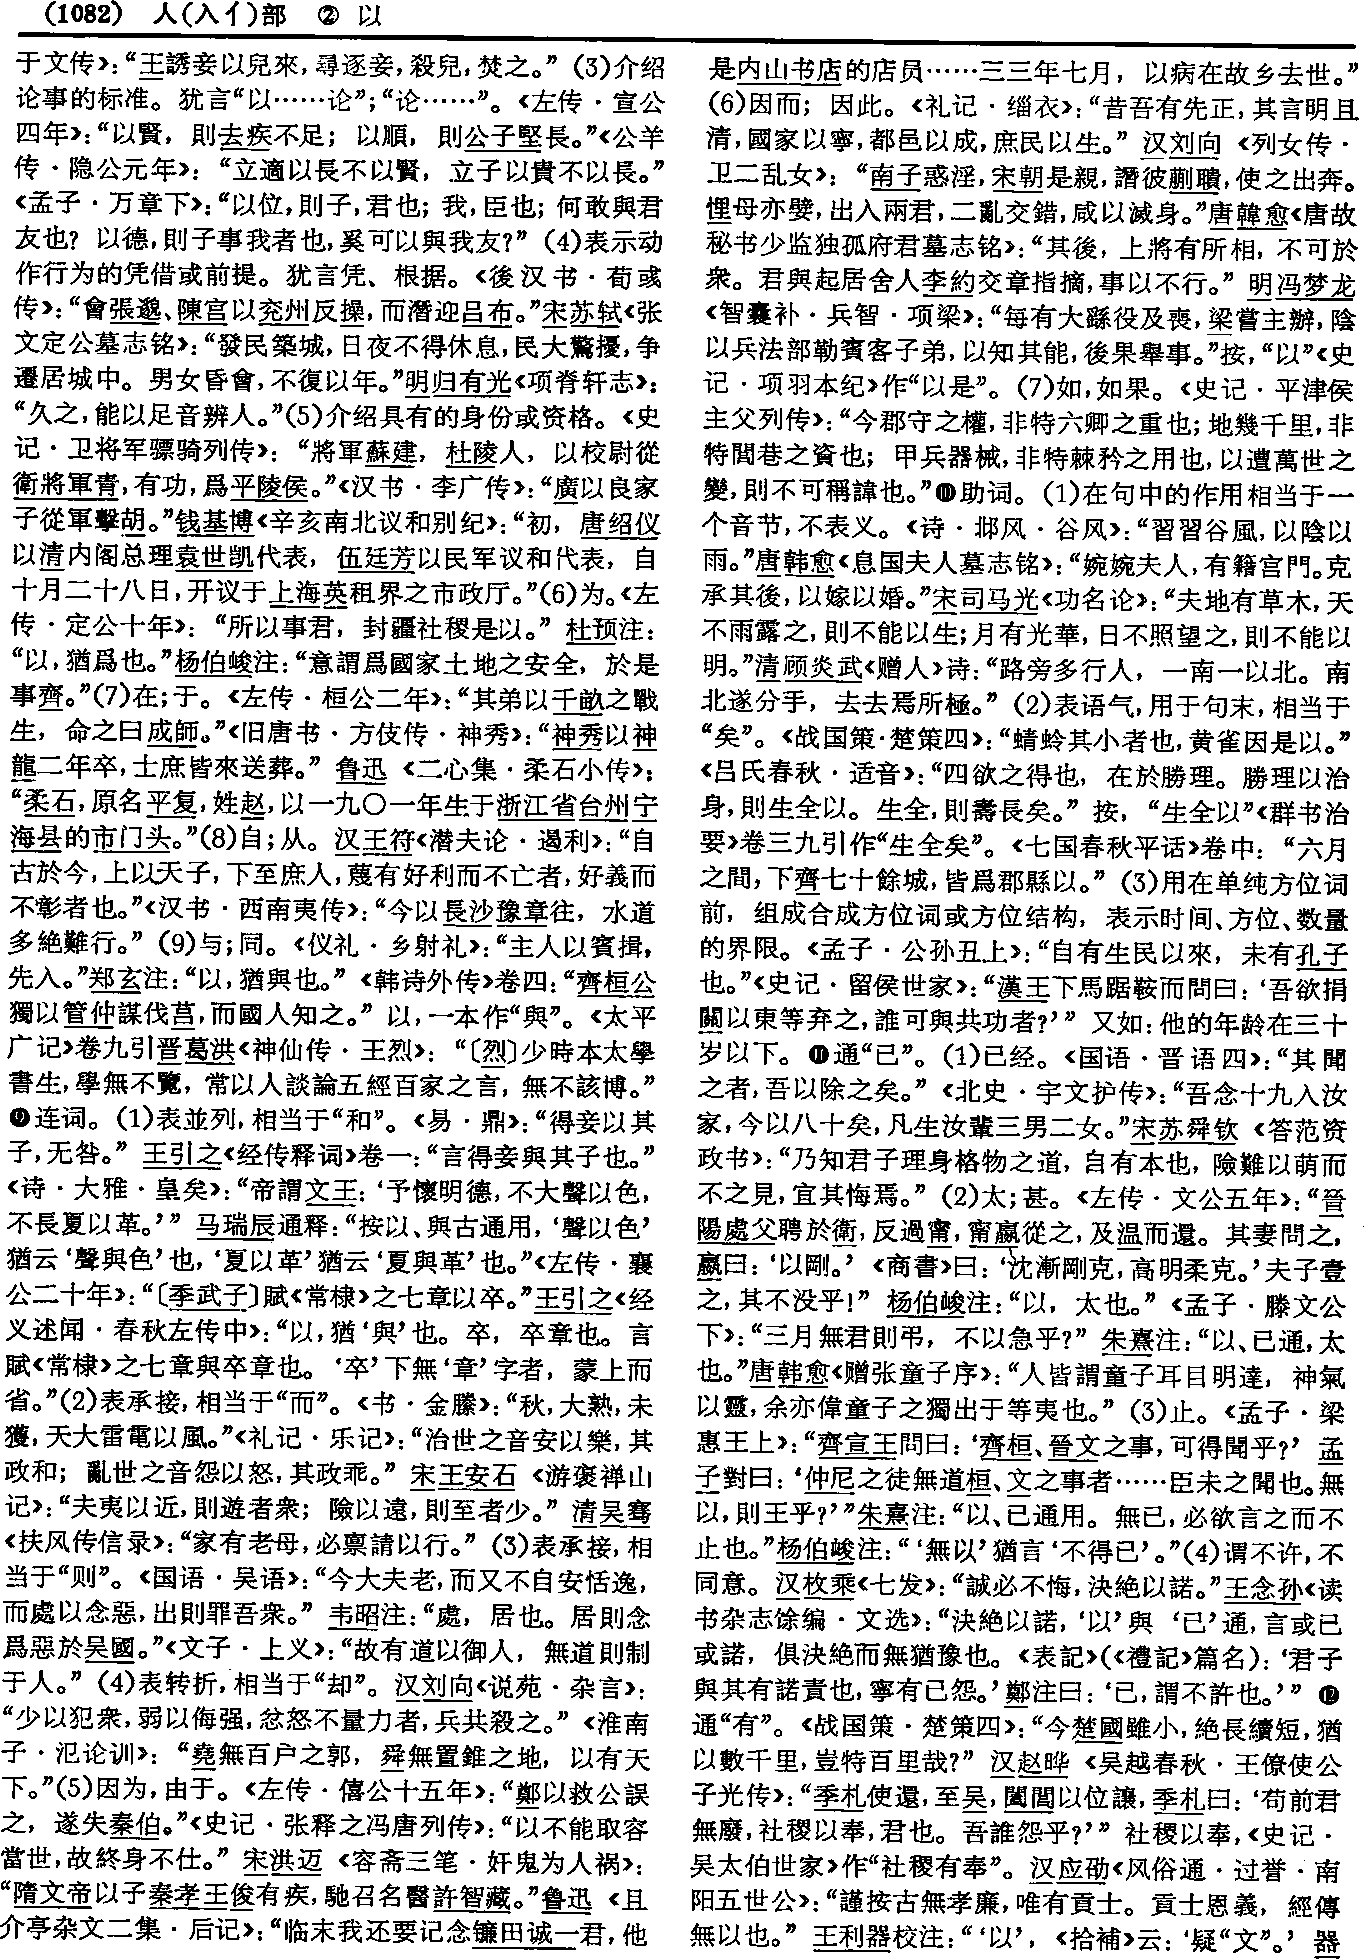 (1082) 人(入亻)部 ② 以
于文传》：“王誘妾以兒來，尋逐妾，殺兒，焚之。”(3)介绍
论事的标准。犹言“以……论”；“论……”。《左传·宣公
四年》：“以賢，則去疾不足；以順，則公子堅長。”《公羊
传·隐公元年》：“立適以長不以賢，立子以貴不以長。”
《孟子·万章下》：“以位，則子，君也；我，臣也；何敢與君
友也？以德，則子事我者也，奚可以與我友？”(4)表示动
作行为的凭借或前提。犹言凭、根据。《後汉书·荀彧
传》：“會張邈、陳宫以兖州反操，而潛迎吕布。”宋苏轼《张
文定公墓志铭》：“發民築城，日夜不得休息，民大驚擾，争
遷居城中。男女昏會，不復以年。”明归有光《项脊轩志》：
“久之，能以足音辨人。”(5)介绍具有的身份或资格。《史
记·卫将军骠骑列传》：“將軍蘇建，杜陵人，以校尉從
衛將軍青，有功，爲平陵侯。”《汉书·李广传》：“廣以良家
子從軍擊胡。”钱基博《辛亥南北议和别纪》：“初，唐绍仪
以清内阁总理袁世凯代表，伍廷芳以民军议和代表，自
十月二十八日，开议于上海英租界之市政厅。”(6)为。《左
传·定公十年》：“所以事君，封疆社稷是以。”杜预注：
“以，猶爲也。”杨伯峻注：“意謂爲國家土地之安全，於是
事齊。”(7)在；于。《左传·桓公二年》：“其弟以千畝之戰
生，命之曰成師。”《旧唐书·方伎传·神秀》：“神秀以神
龍二年卒，士庶皆來送葬。”鲁迅《二心集·柔石小传》：
“柔石，原名平复，姓赵，以一九〇一年生于浙江省台州宁
海县的市门头。”(8)自；从。汉王符《潜夫论·遏利》：“自
古於今，上以天子，下至庶人，蔑有好利而不亡者，好義而
不彰者也。”《汉书·西南夷传》：“今以長沙豫章往，水道
多絶難行。”(9)与；同。《仪礼·乡射礼》：“主人以賓揖，
先入。”郑玄注：“以，猶與也。”《韩诗外传》卷四：“齊桓公
獨以管仲謀伐莒，而國人知之。”以，一本作“與”。《太平
广记》卷九引晋葛洪《神仙传·王烈》：“〔烈〕少時本太學
書生，學無不覽，常以人談論五經百家之言，無不該博。”
❾连词。(1)表並列，相当于“和”。《易·鼎》：“得妾以其
子，无咎。”王引之《经传释词》卷一：“言得妾與其子也。”
《诗·大雅·皇矣》：“帝謂文王：‘予懷明德，不大聲以色，
不長夏以革。’”马瑞辰通释：“按以、與古通用，‘聲以色’
猶云‘聲與色’也，‘夏以革’猶云‘夏與革’也。”《左传·襄
公二十年》：“〔季武子〕賦《常棣》之七章以卒。”王引之《经
义述闻·春秋左传中》：“以，猶‘與’也。卒，卒章也。言
賦《常棣》之七章與卒章也。‘卒’下無‘章’字者，蒙上而
省。”(2)表承接，相当于“而”。《书·金縢》：“秋，大熟，未
獲，天大雷電以風。”《礼记·乐记》：“治世之音安以樂，其
政和；亂世之音怨以怒，其政乖。”宋王安石《游褒禅山
记》：“夫夷以近，則遊者衆；險以遠，則至者少。”清吴骞
《扶风传信录》：“家有老母，必禀請以行。”(3)表承接，相
当于“则”。《国语·吴语》：“今大夫老，而又不自安恬逸，
而處以念惡，出則罪吾衆。”韦昭注：“處，居也。居則念
爲惡於吴國。”《文子·上义》：“故有道以御人，無道則制
于人。”(4)表转折，相当于“却”。汉刘向《说苑·杂言》：
“少以犯衆，弱以侮强，忿怒不量力者，兵共殺之。”《淮南
子·氾论训》：“堯無百户之郭，舜無置錐之地，以有天
下。”(5)因为，由于。《左传·僖公十五年》：“鄭以救公誤
之，遂失秦伯。”《史记·张释之冯唐列传》：“以不能取容
當世，故終身不仕。”宋洪迈《容斋三笔·奸鬼为人祸》：
“隋文帝以子秦孝王俊有疾，馳召名醫許智藏。”鲁迅《且
介亭杂文二集·后记》：“临末我还要记念镰田诚一君，他
是内山书店的店员……三三年七月，以病在故乡去世。”
(6)因而；因此。《礼记·缁衣》：“昔吾有先正，其言明且
清，國家以寧，都邑以成，庶民以生。”汉刘向《列女传·
卫二乱女》：“南子惑淫，宋朝是親，譖彼蒯聵，使之出奔。
悝母亦嬖，出入兩君，二亂交錯，咸以滅身。”唐韓愈《唐故
秘书少监独孤府君墓志铭》：“其後，上將有所相，不可於
衆。君與起居舍人李約交章指摘，事以不行。”明冯梦龙
《智囊补·兵智·项梁》：“每有大繇役及喪，梁嘗主辦，陰
以兵法部勒賓客子弟，以知其能，後果舉事。”按，“以”《史
记·项羽本纪》作“以是”。(7)如，如果。《史记·平津侯
主父列传》：“今郡守之權，非特六卿之重也；地幾千里，非
特閭巷之資也；甲兵器械，非特棘矜之用也，以遭萬世之
變，則不可稱諱也。”❿助词。(1)在句中的作用相当于一
个音节，不表义。《诗·邶风·谷风》：“習習谷風，以陰以
雨。”唐韩愈《息国夫人墓志铭》：“婉婉夫人，有籍宫門。克
承其後，以嫁以婚。”宋司马光《功名论》：“夫地有草木，天
不雨露之，則不能以生；月有光華，日不照望之，則不能以
明。”清顾炎武《赠人》诗：“路旁多行人，一南一以北。南
北遂分手，去去焉所極。”(2)表语气，用于句末，相当于
“矣”。《战国策·楚策四》：“蜻蛉其小者也，黄雀因是以。”
《吕氏春秋·适音》：“四欲之得也，在於勝理。勝理以治
身，則生全以。生全，則壽長矣。”按，“生全以”《群书治
要》卷三九引作“生全矣”。《七国春秋平话》卷中：“六月
之間，下齊七十餘城，皆爲郡縣以。”(3)用在单纯方位词
前，组成合成方位词或方位结构，表示时间、方位、数量
的界限。《孟子·公孙丑上》：“自有生民以來，未有孔子
也。”《史记·留侯世家》：“漢王下馬踞鞍而問曰：‘吾欲捐
關以東等弃之，誰可與共功者？’”又如：他的年龄在三十
岁以下。⓫通“已”。(1)已经。《国语·晋语四》：“其聞
之者，吾以除之矣。”《北史·宇文护传》：“吾念十九入汝
家，今以八十矣，凡生汝輩三男二女。”宋苏舜钦《答范资
政书》：“乃知君子理身格物之道，自有本也，險難以萌而
不之見，宜其悔焉。”(2)太；甚。《左传·文公五年》：“晉
陽處父聘於衛，反過甯，甯嬴從之，及温而還。其妻問之，
嬴曰：‘以剛。’《商書》曰：‘沈漸剛克，高明柔克。’夫子壹
之，其不没乎！”杨伯峻注：“以，太也。”《孟子·滕文公
下》：“三月無君則弔，不以急乎？”朱熹注：“以、已通，太
也。”唐韩愈《赠张童子序》：“人皆謂童子耳目明達，神氣
以靈，余亦偉童子之獨出于等夷也。”(3)止。《孟子·梁
惠王上》：“齊宣王問曰：‘齊桓、晉文之事，可得聞乎？’孟
子對曰：‘仲尼之徒無道桓、文之事者……臣未之聞也。無
以，則王乎？’”朱熹注：“以、已通用。無已，必欲言之而不
止也。”杨伯峻注：“‘無以’猶言‘不得已’。”(4)谓不许，不
同意。汉枚乘《七发》：“誠必不悔，決絶以諾。”王念孙《读
书杂志馀编·文选》：“決絶以諾，‘以’與‘已’通，言或已
或諾，俱決絶而無猶豫也。《表記》(《禮記》篇名)：‘君子
與其有諾責也，寧有已怨。’鄭注曰：‘已，謂不許也。’”⓬
通“有”。《战国策·楚策四》：“今楚國雖小，絶長續短，猶
以數千里，豈特百里哉？”汉赵晔《吴越春秋·王僚使公
子光传》：“季札使還，至吴，闔閭以位讓，季札曰：‘苟前君
無廢，社稷以奉，君也。吾誰怨乎？’”社稷以奉，《史记·
吴太伯世家》作“社稷有奉”。汉应劭《风俗通·过誉·南
阳五世公》：“謹按古無孝廉，唯有貢士。貢士恩義，經傳
無以也。”王利器校注：“‘以’，《拾補》云：‘疑“文”。’器